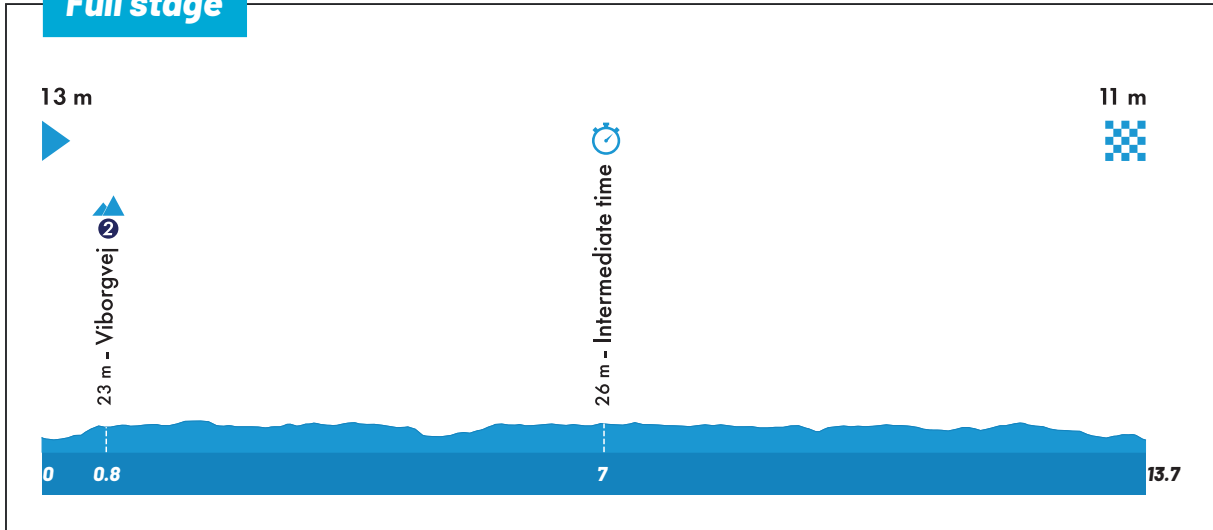 Full stage
13 m
11 m
2
23 m - Viborgvej
26 m - Intermediate time
0
0.8
7
13.7